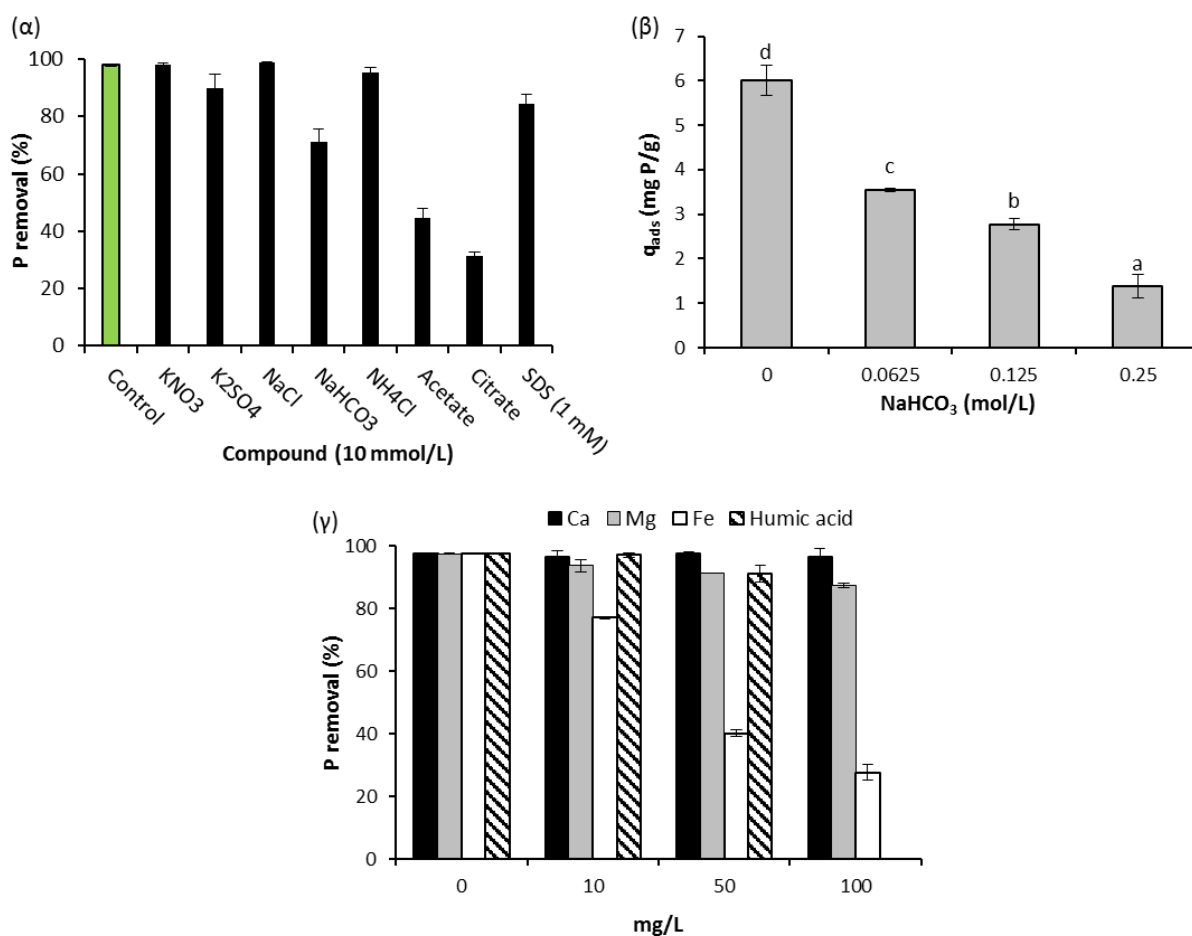 (α)
100
80
60
40
20
0
P removal (%)
Control
KNO3
K2SO4
NaCl
NaHCO3
NH4Cl
Acetate
Citrate
SDS (1 mM)
Compound (10 mmol/L)
(β)
7
6
5
4
3
2
1
0
qads (mg P/g)
d
c
b
a
0 0.0625 0.125 0.25
NaHCO₃ (mol/L)
(γ)
Ca Mg Fe Humic acid
100
80
60
40
20
0
P removal (%)
0 10 50 100
mg/L